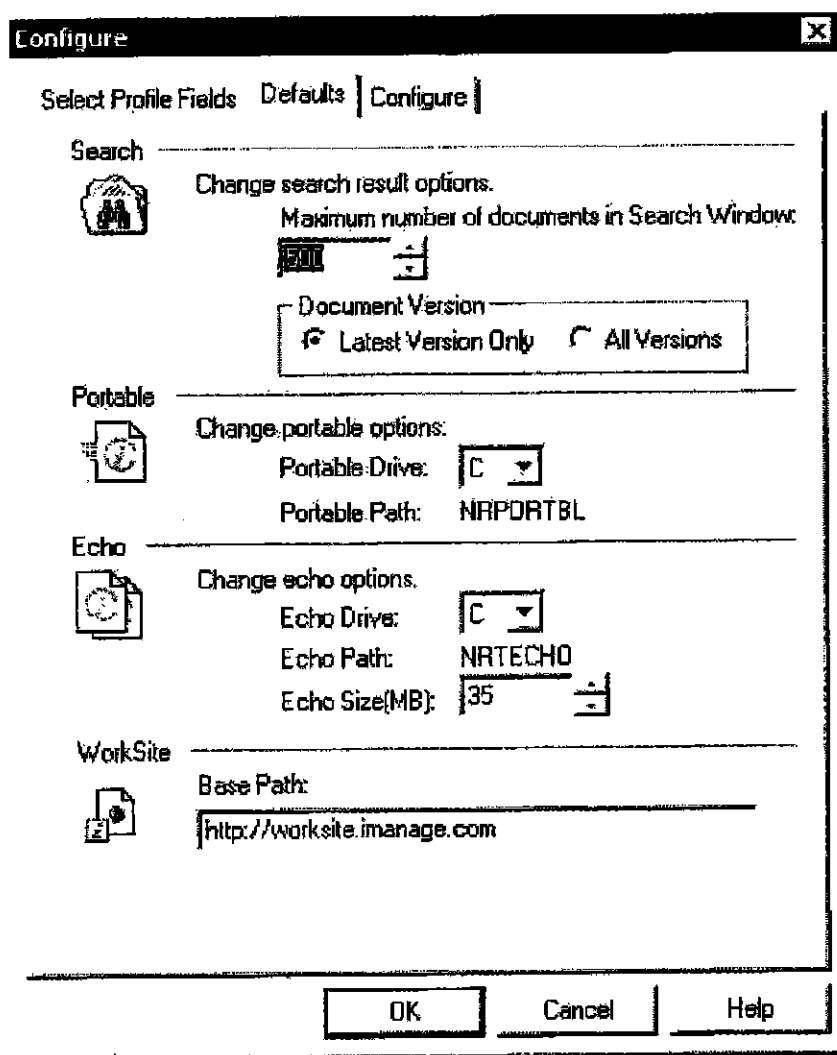 Configure
Select Profile Fields Defaults Configure
Search
Change search result options.
Maximum number of documents in Search Window:
Document Version
Latest Version Only All Versions
Portable
Change portable options:
Portable Drive: C
Portable Path: NRPORTBL
Echo
Change echo options.
Echo Drive: C
Echo Path: NRTECHO
Echo Size(MB): 35
WorkSite
Base Path:
http://worksite.imanage.com
OK Cancel Help